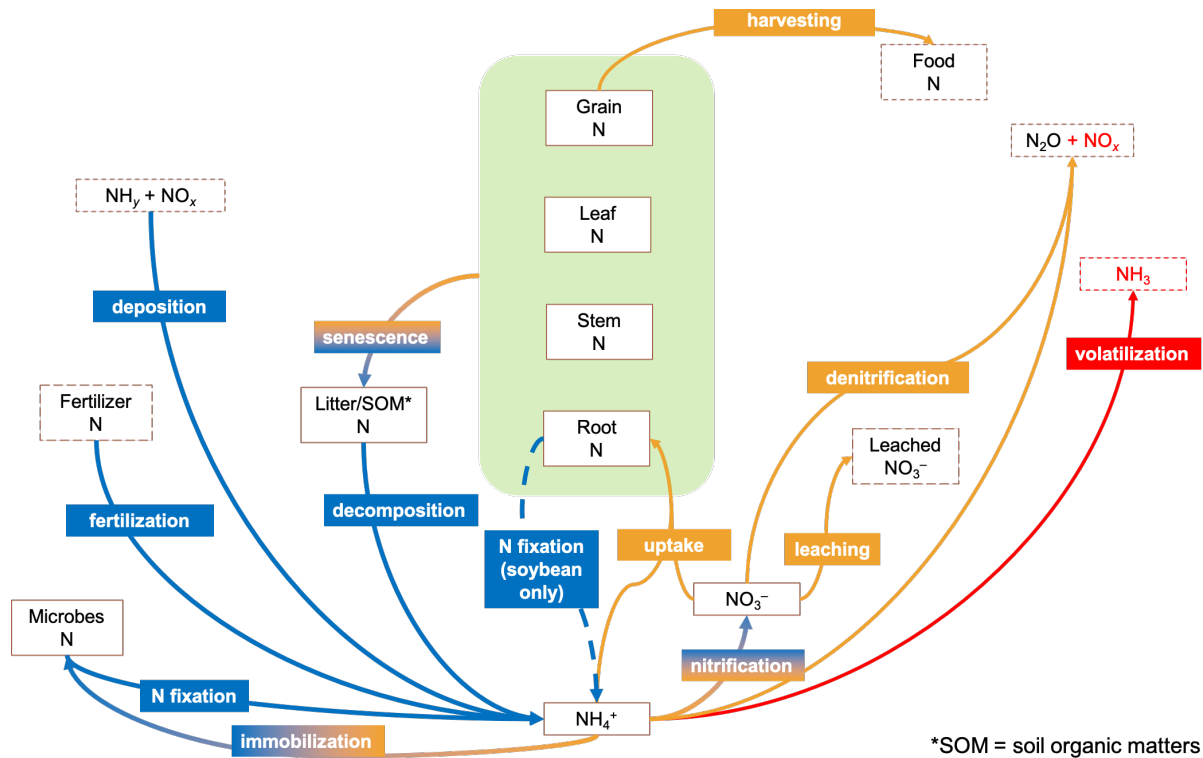 harvesting
Food
N
Grain
N
N₂O + NOₓ
NHy + NOₓ
Leaf
N
NH₃
deposition
Stem
N
senescence
volatilization
denitrification
Fertilizer
N
Litter/SOM*
N
Root
N
Leached
NO₃⁻
decomposition
fertilization
N fixation
(soybean
only)
uptake
leaching
NO₃⁻
Microbes
N
nitrification
N fixation
NH₄⁺
immobilization
*SOM = soil organic matters